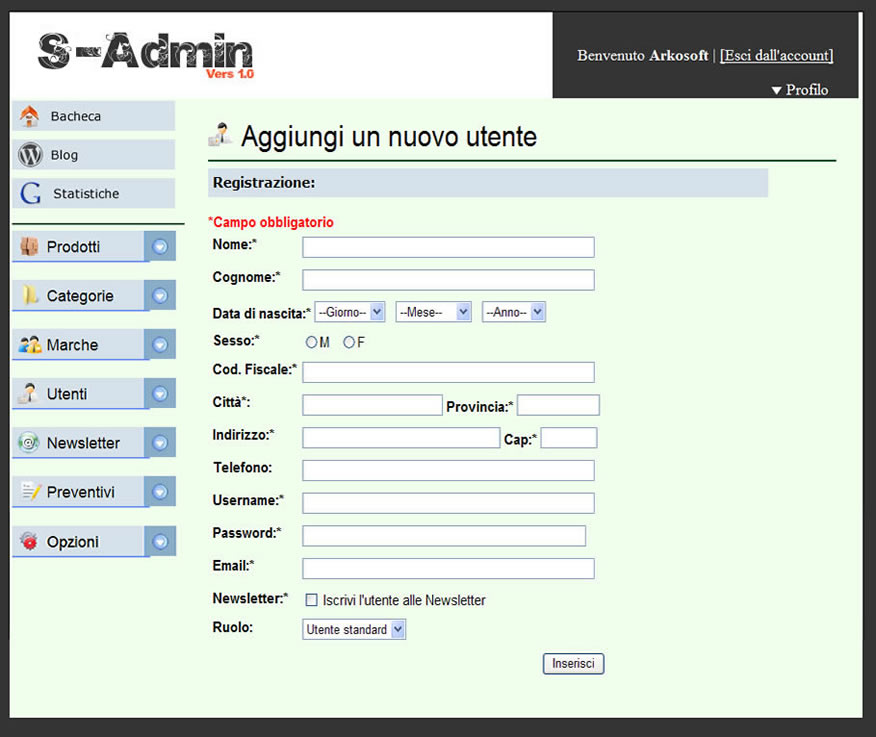 S-Admin
Vers 1.0
Benvenuto Arkosoft | [Esci dall'account]
▼ Profilo
Bacheca
Blog
Statistiche
Prodotti
Categorie
Marche
Utenti
Newsletter
Preventivi
Opzioni
Aggiungi un nuovo utente
Registrazione:
*Campo obbligatorio
Nome:*
Cognome:*
Data di nascita:* --Giorno-- --Mese-- --Anno--
Sesso:* M F
Cod. Fiscale:*
Città*: Provincia:*
Indirizzo:* Cap:*
Telefono:
Username:*
Password:*
Email:*
Newsletter:* Iscrivi l'utente alle Newsletter
Ruolo: Utente standard
Inserisci